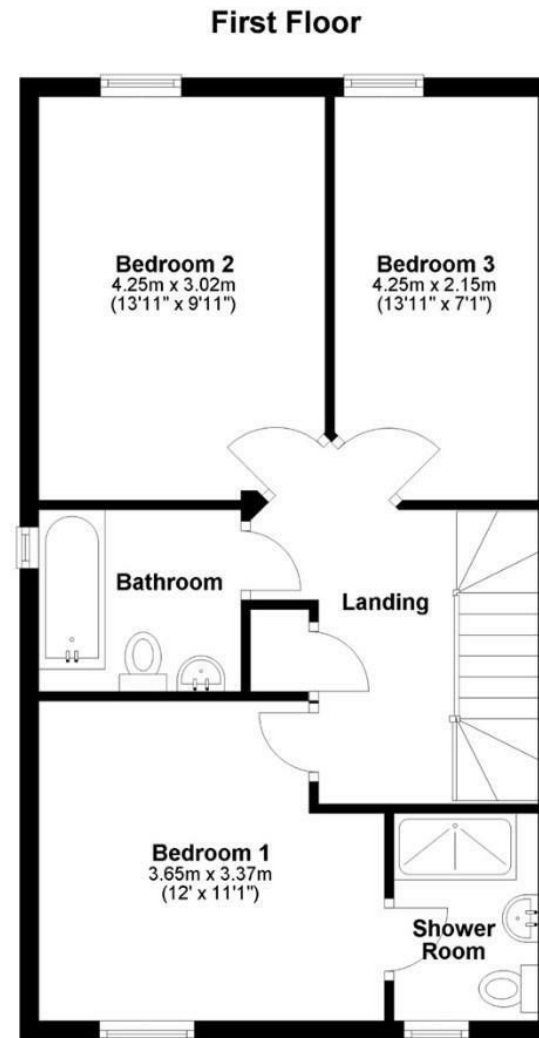 First Floor
Bedroom 2
4.25m x 3.02m
(13'11" x 9'11")
Bedroom 3
4.25m x 2.15m
(13'11" x 7'1")
Bathroom
Landing
Bedroom 1
3.65m x 3.37m
(12' x 11'1")
Shower
Room